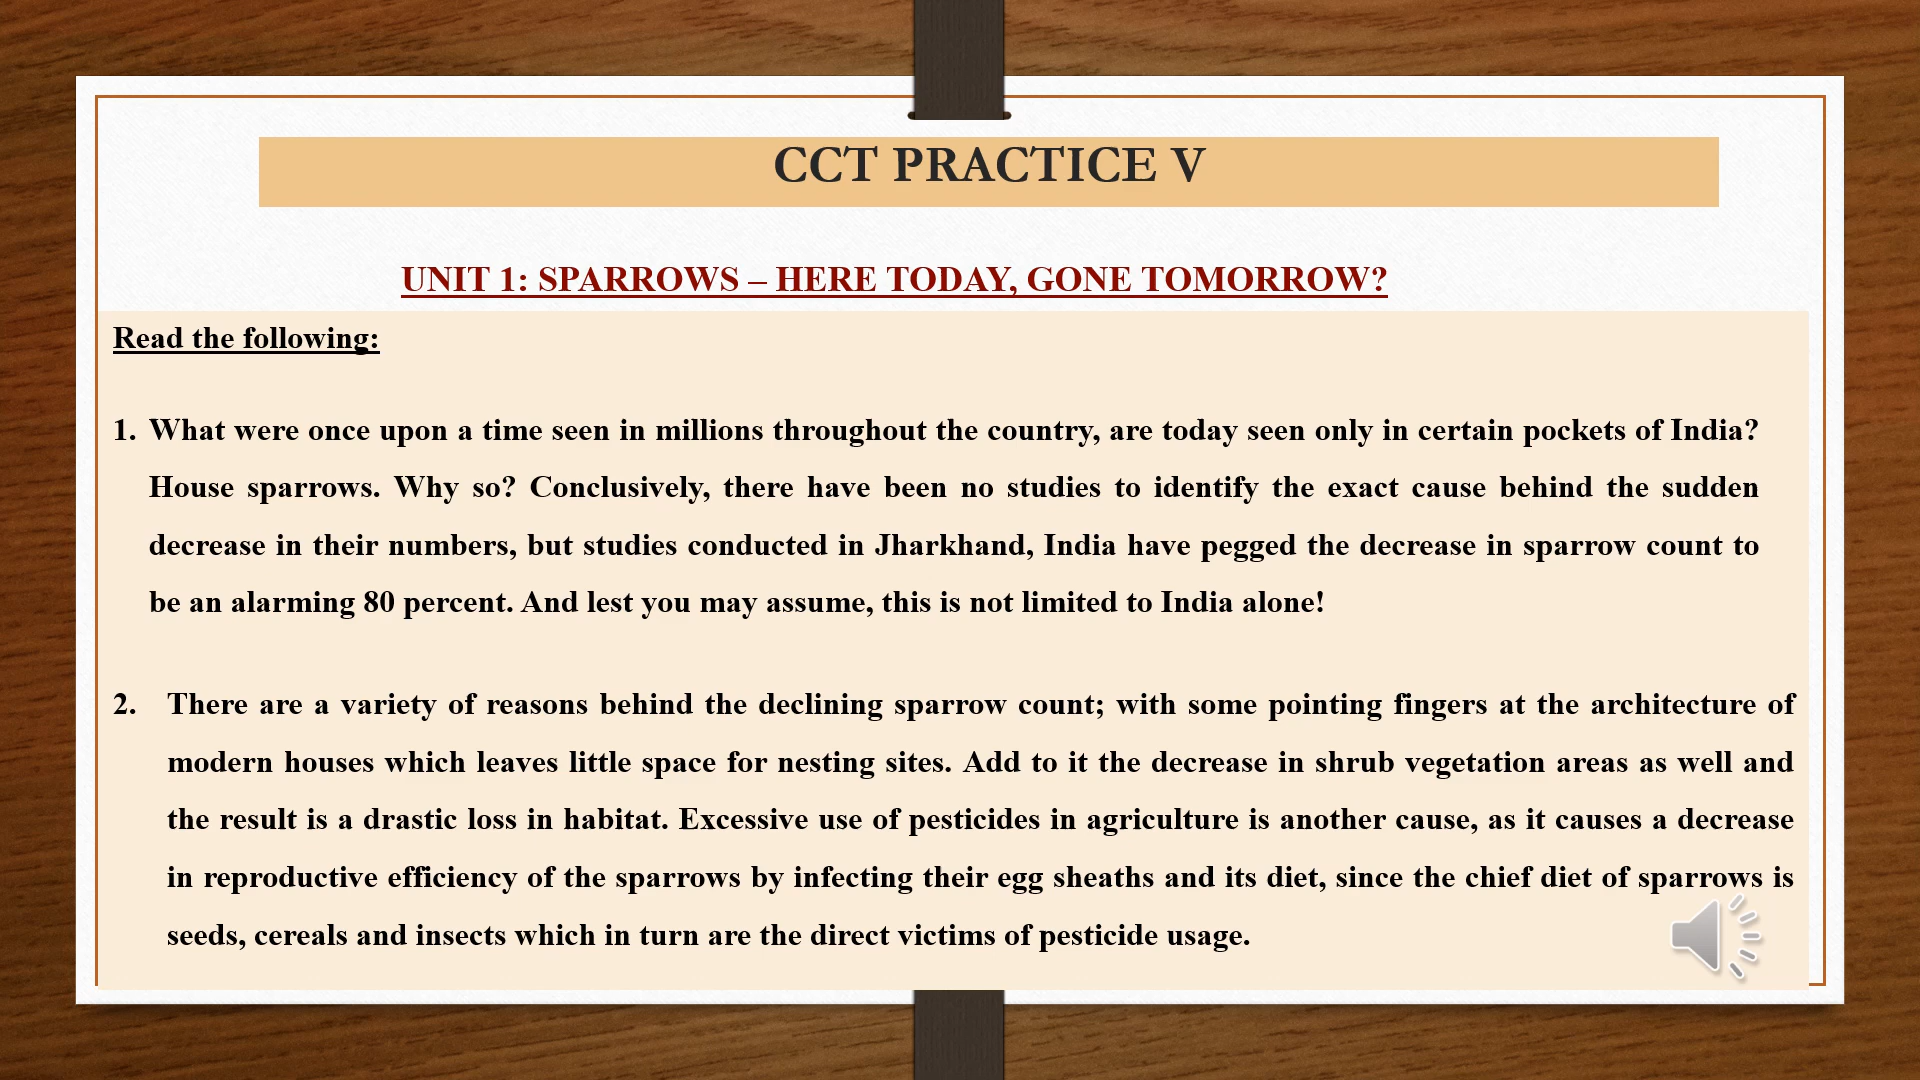 CCT PRACTICE V
UNIT 1: SPARROWS – HERE TODAY, GONE TOMORROW?
Read the following:
1. What were once upon a time seen in millions throughout the country, are today seen only in certain pockets of India?
House sparrows. Why so? Conclusively, there have been no studies to identify the exact cause behind the sudden
decrease in their numbers, but studies conducted in Jharkhand, India have pegged the decrease in sparrow count to
be an alarming 80 percent. And lest you may assume, this is not limited to India alone!
2. There are a variety of reasons behind the declining sparrow count; with some pointing fingers at the architecture of
modern houses which leaves little space for nesting sites. Add to it the decrease in shrub vegetation areas as well and
the result is a drastic loss in habitat. Excessive use of pesticides in agriculture is another cause, as it causes a decrease
in reproductive efficiency of the sparrows by infecting their egg sheaths and its diet, since the chief diet of sparrows is
seeds, cereals and insects which in turn are the direct victims of pesticide usage.